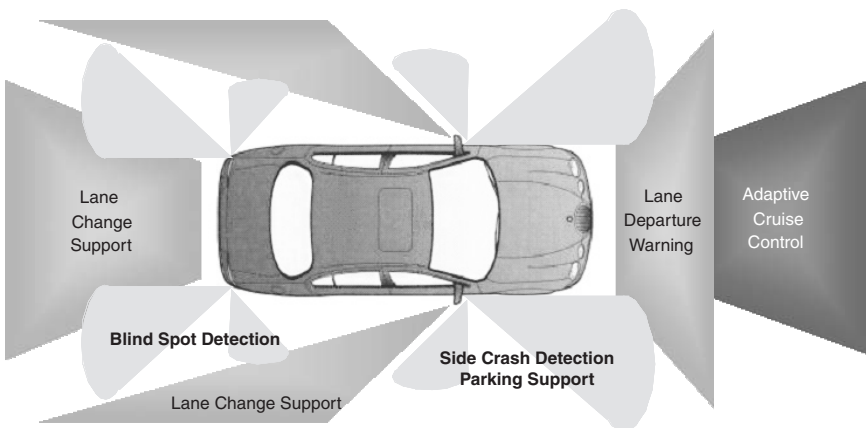 Lane
Change
Support
Blind Spot Detection
Lane Change Support
Side Crash Detection
Parking Support
Lane
Departure
Warning
Adaptive
Cruise
Control